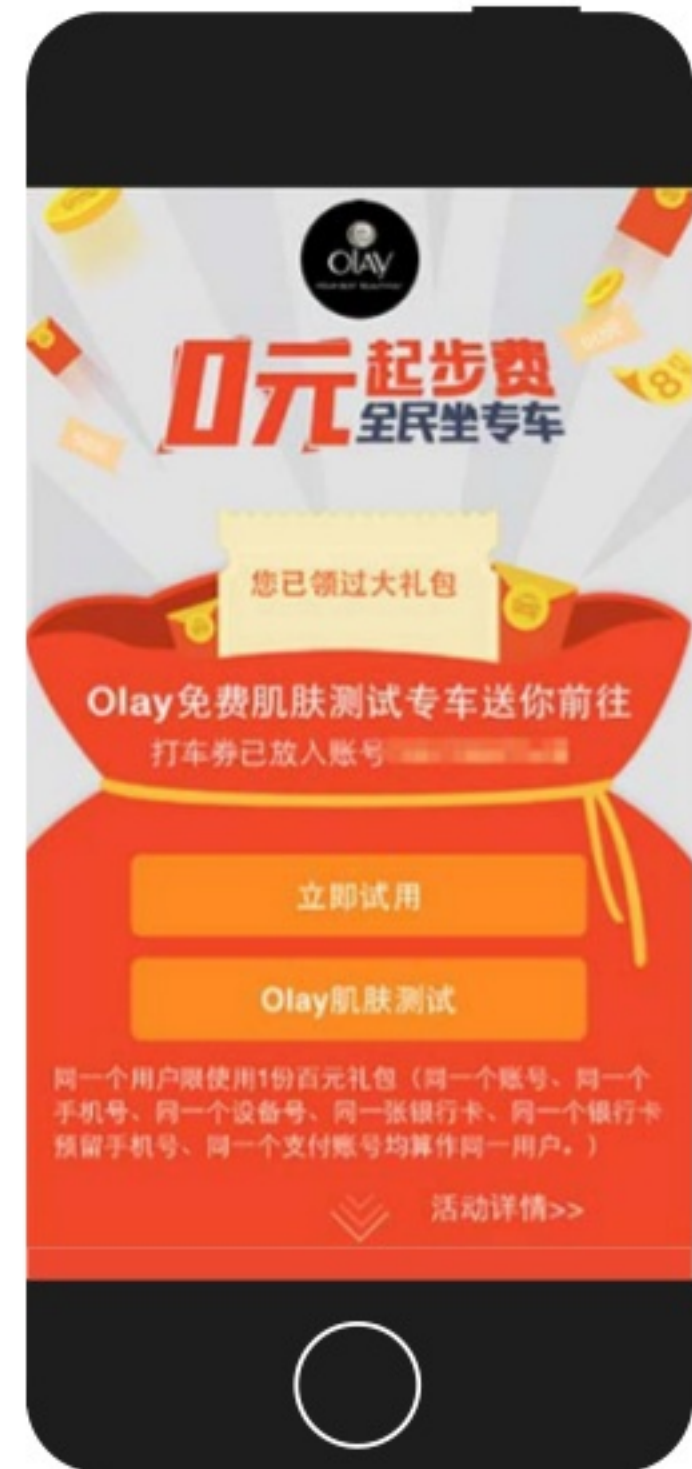 OLAY
0元起步费
全民坐专车
您已领过大礼包
Olay免费肌肤测试专车送你前往
打车券已放入账号
立即试用
Olay肌肤测试
同一个用户限使用1份百元礼包（同一个账号、同一个
手机号、同一个设备号、同一张银行卡、同一个银行卡
预留手机号、同一个支付账号均算作同一用户。）
活动详情>>